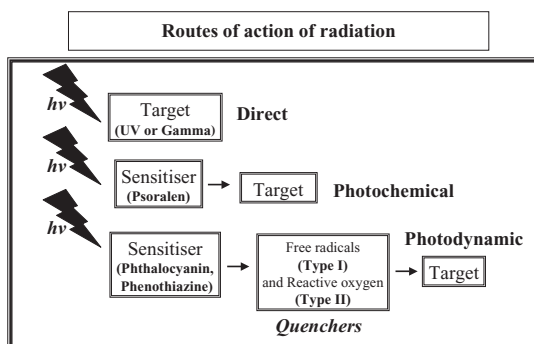 Routes of action of radiation
hν
Target
(UV or Gamma)
Direct
hν
Sensitiser
(Psoralen)
Target
Photochemical
hν
Sensitiser
(Phthalocyanin,
Phenothiazine)
Free radicals
(Type I)
and Reactive oxygen
(Type II)
Quenchers
Photodynamic
Target